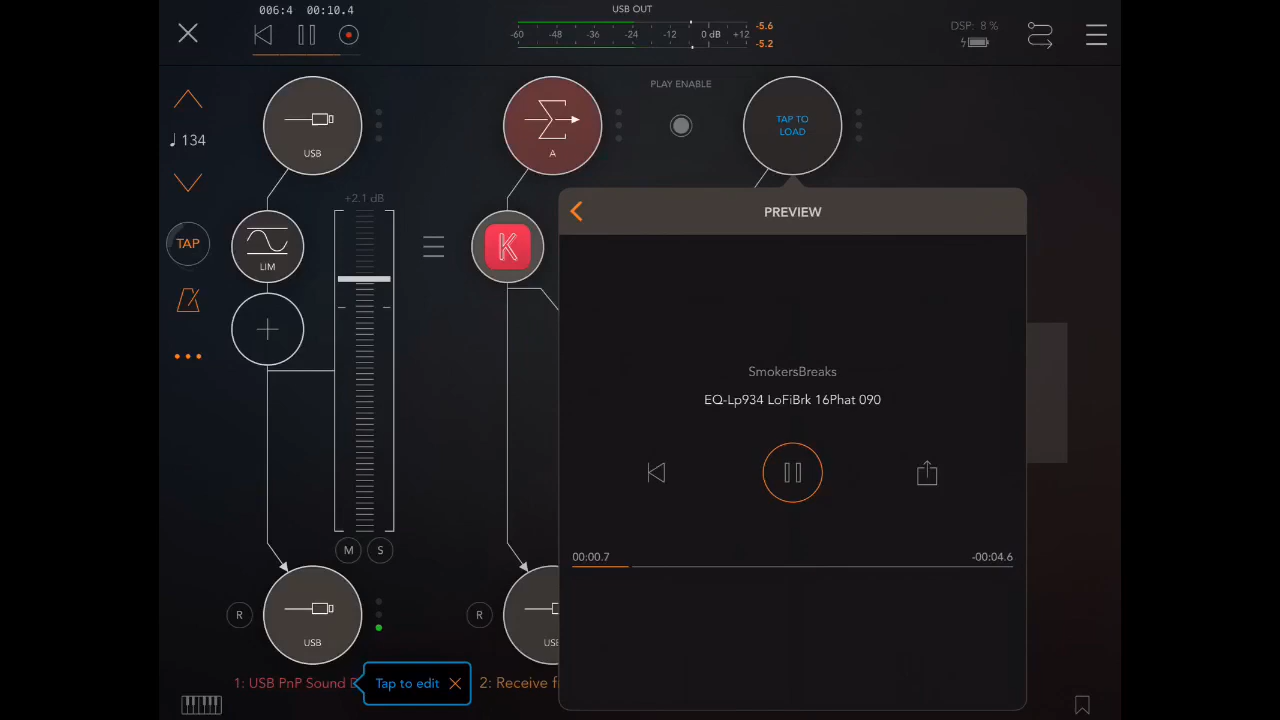 006:4 00:10.4
USB OUT
-60 -48 -36 -24 -12 0 dB +12
-5.6
-5.2
DSP: 8 %
134
TAP
USB
+2.1 dB
LIM
M S
R
USB
1: USB PnP Sound
Tap to edit
A
K
R
2: Receive
PLAY ENABLE
TAP TO
LOAD
PREVIEW
SmokersBreaks
EQ-Lp934 LoFiBrk 16Phat 090
00:00.7
-00:04.6